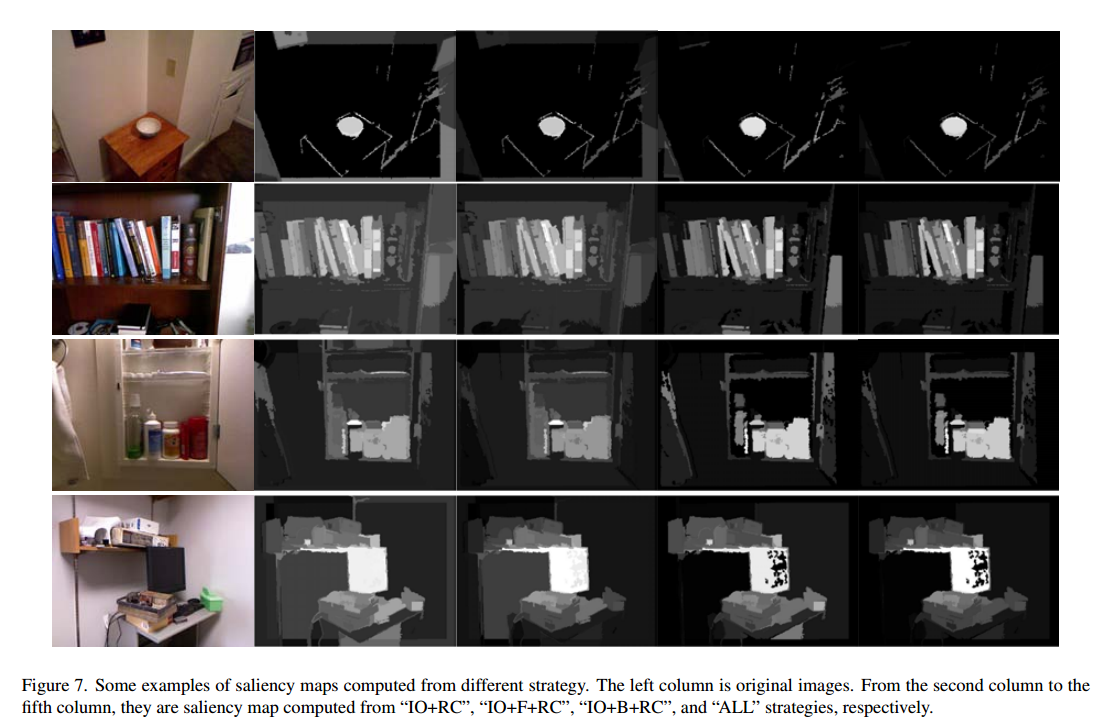 Figure 7. Some examples of saliency maps computed from different strategy. The left column is original images. From the second column to the
fifth column, they are saliency map computed from “IO+RC”, “IO+F+RC”, “IO+B+RC”, and “ALL” strategies, respectively.